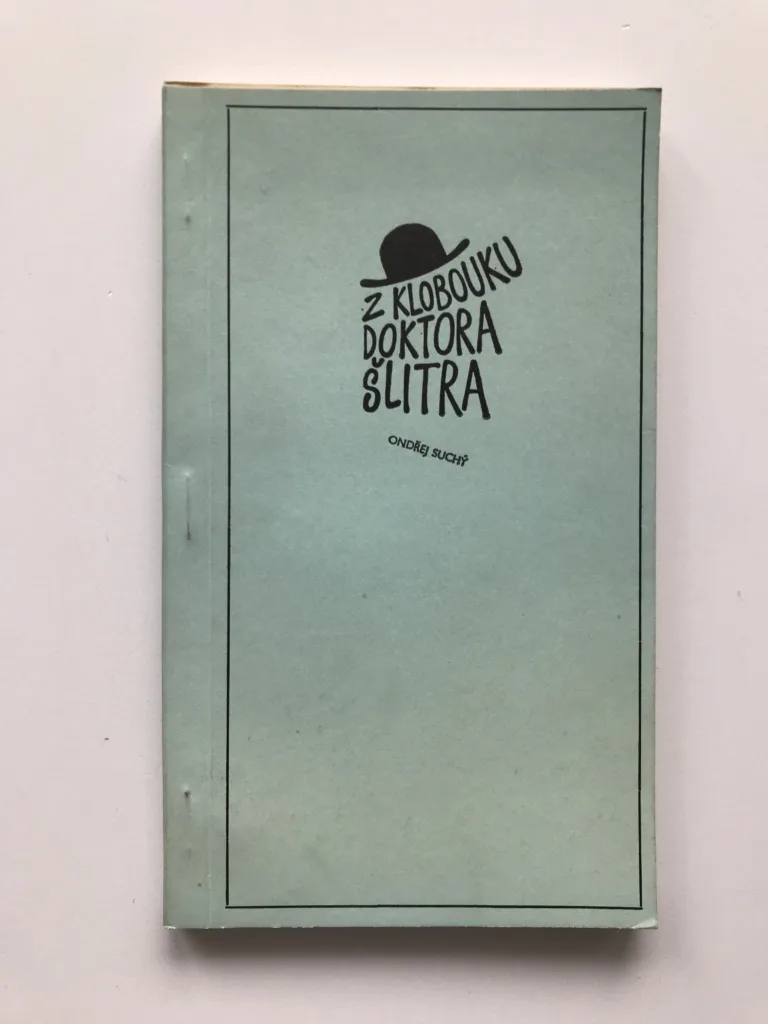 Z KLOBOUKU
DOKTORA
ŠLITRA
ONDŘEJ SUCHÝ